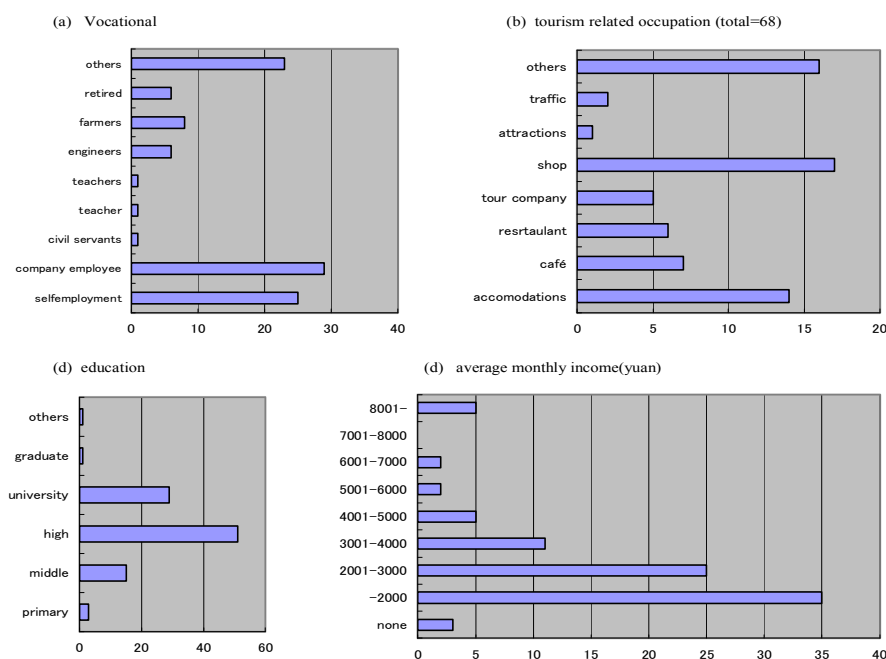 (a) Vocational
others
retired
farmers
engineers
teachers
teacher
civil servants
company employee
selfemployment
0 10 20 30 40
(b) tourism related occupation (total=68)
others
traffic
attractions
shop
tour company
resrtaulant
café
accomodations
0 5 10 15 20
(d) education
others
graduate
university
high
middle
primary
0 20 40 60
(d) average monthly income(yuan)
8001-
7001-8000
6001-7000
5001-6000
4001-5000
3001-4000
2001-3000
-2000
none
0 5 10 15 20 25 30 35 40